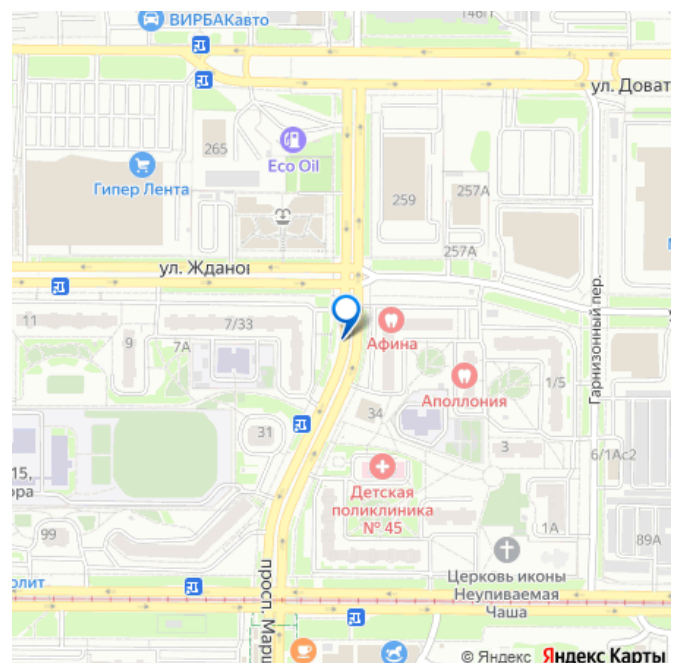 146П
ВИРБАКавто
ул. Доват
265
Eco Oil
Гипер Лента
259
257А
257А
ул. Жданов
11
9
7А
7/33
Афина
Гарнизонный пер.
Аполлония
1/5
34
31
3
6/1Ас2
15,
ора
Детская
поликлиника
№ 45
99
1А
89А
Церковь иконы
Неупиваемая
Чаша
олит
просп. Марш
© Яндекс Яндекс Карты